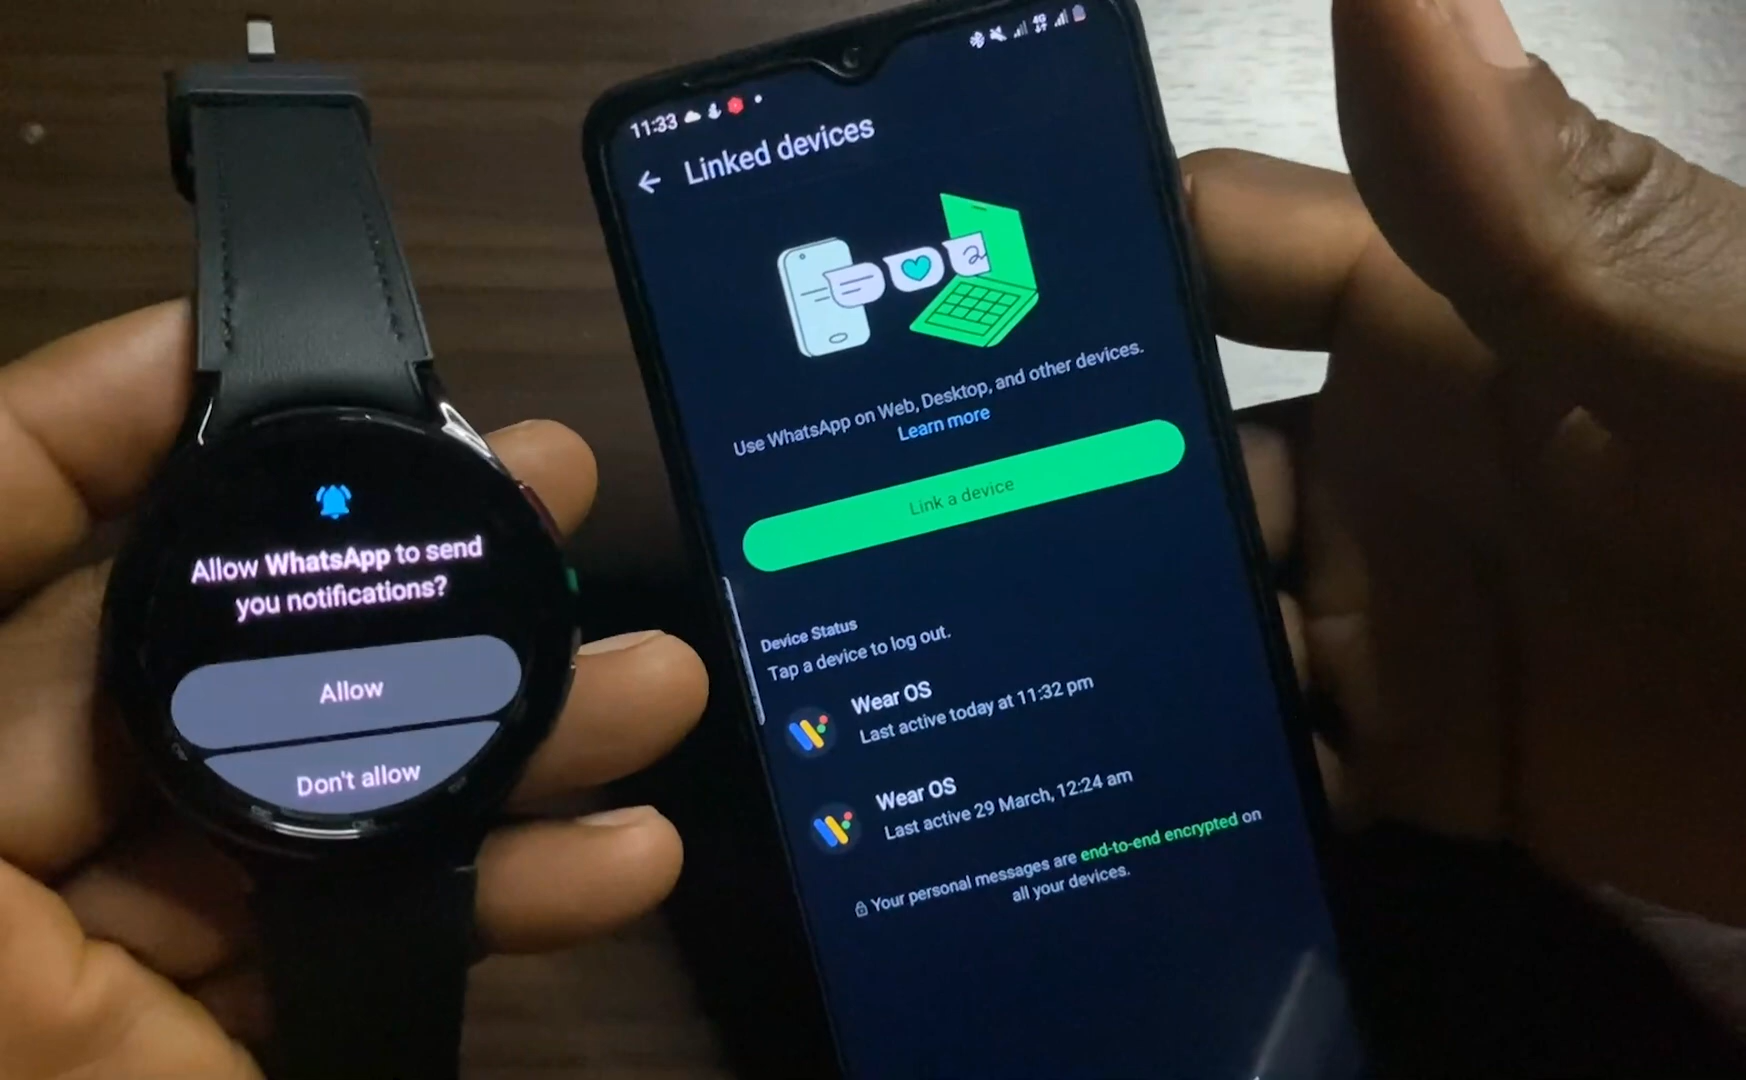 Allow WhatsApp to send
you notifications?
Allow
Don't allow
11:33
4G
Linked devices
Use WhatsApp on Web, Desktop, and other devices.
Learn more
Link a device
Device Status
Tap a device to log out.
Wear OS
Last active today at 11:32 pm
Wear OS
Last active 29 March, 12:24 am
Your personal messages are end-to-end encrypted on
all your devices.